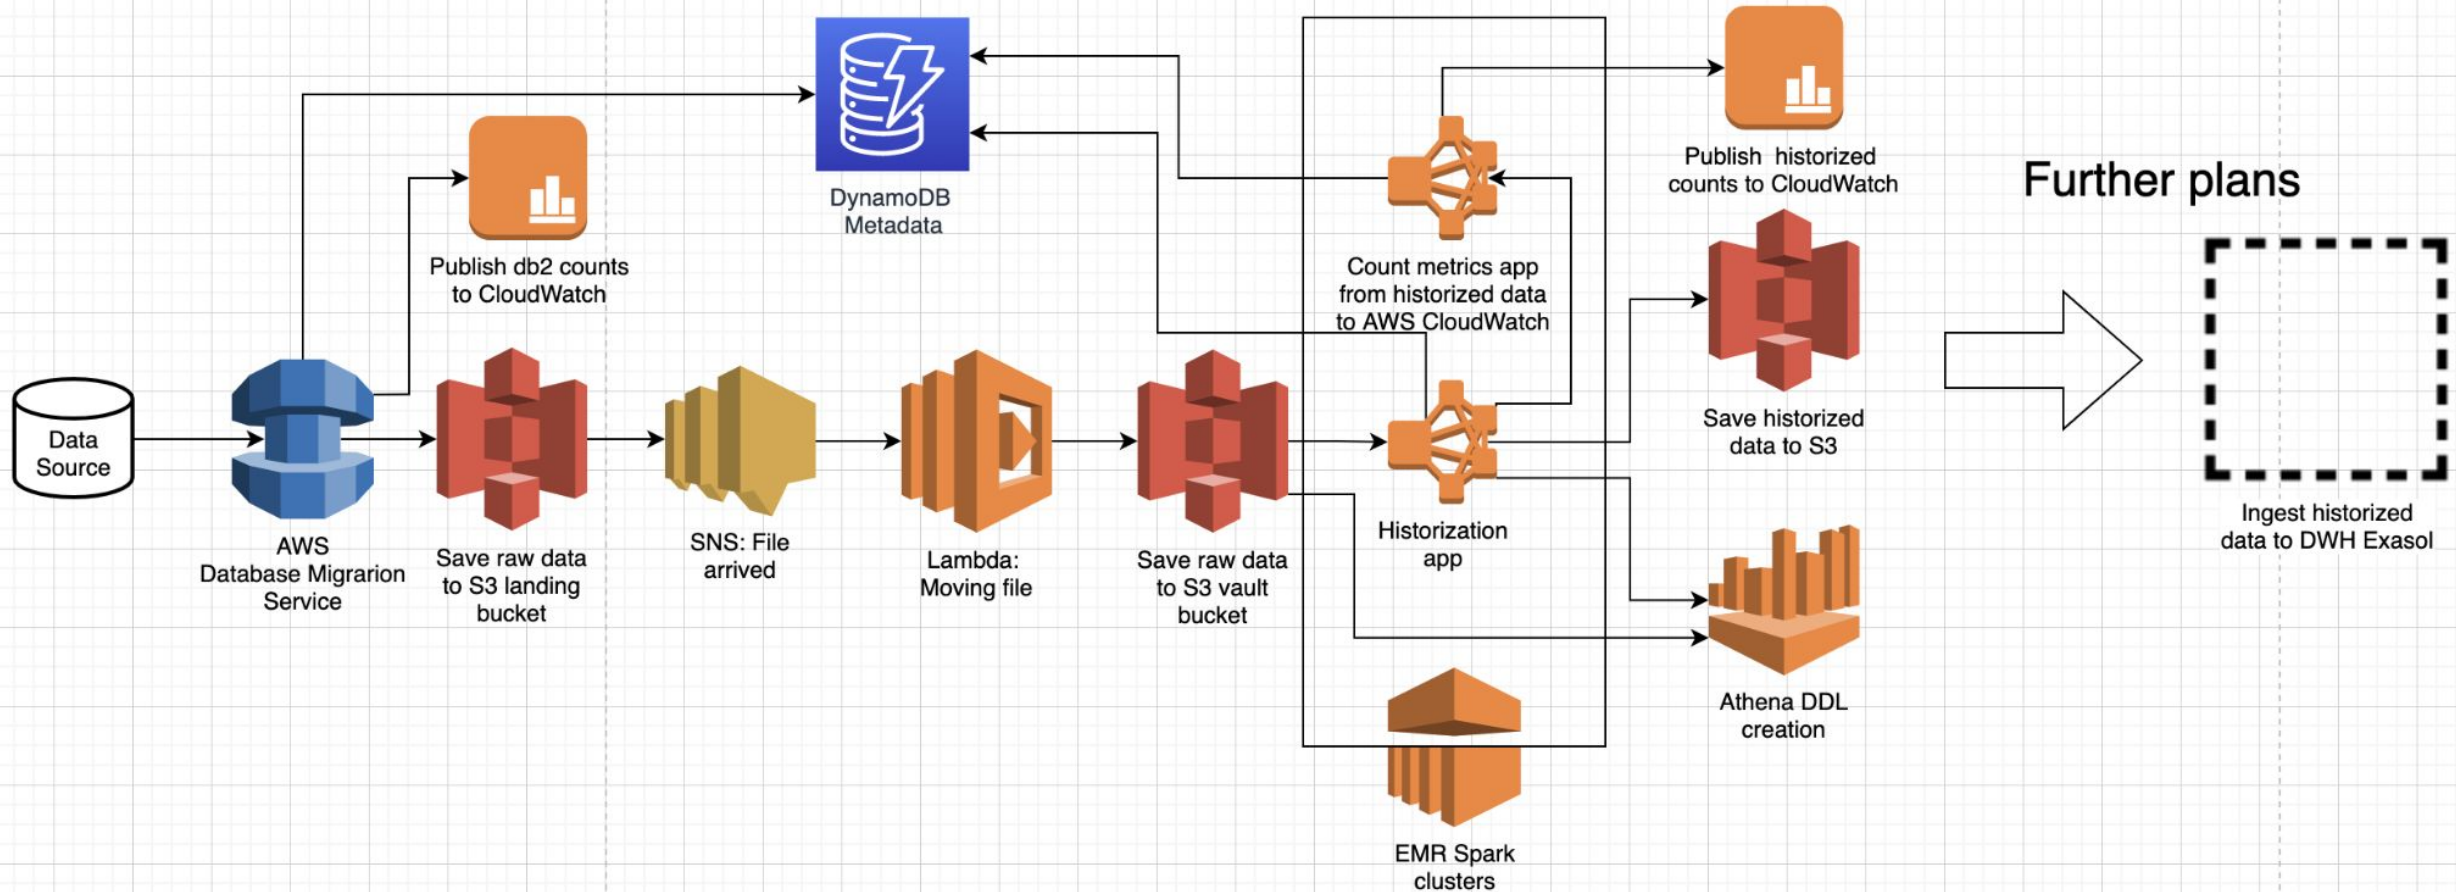 Data
Source
AWS
Database Migrarion
Service
Publish db2 counts
to CloudWatch
Save raw data
to S3 landing
bucket
SNS: File
arrived
DynamoDB
Metadata
Lambda:
Moving file
Save raw data
to S3 vault
bucket
Count metrics app
from historized data
to AWS CloudWatch
Historization
app
EMR Spark
clusters
Publish historized
counts to CloudWatch
Save historized
data to S3
Athena DDL
creation
Further plans
Ingest historized
data to DWH Exasol